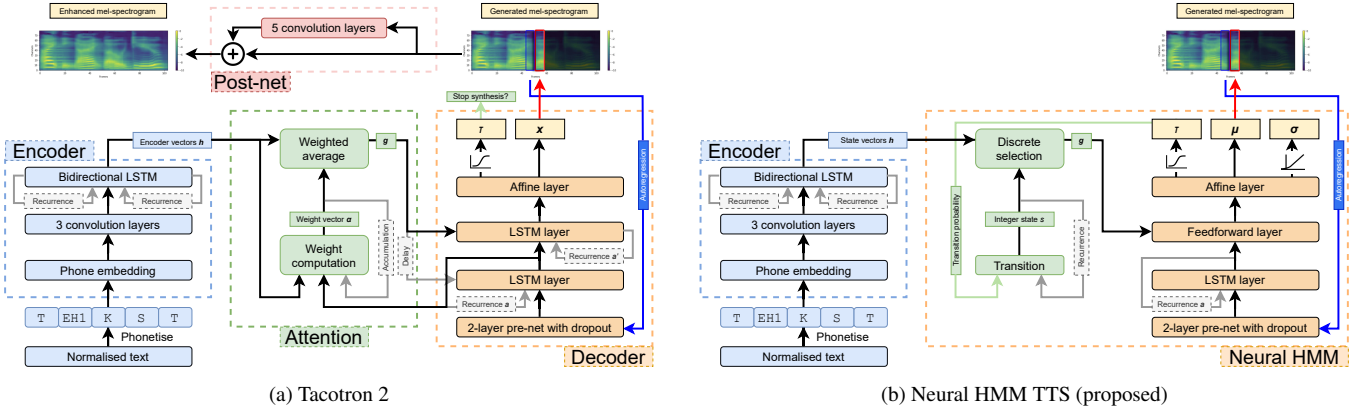 Enhanced mel-spectrogram
5 convolution layers
+
Post-net
Generated mel-spectrogram
Stop synthesis?
τ
x
Autoregression
Encoder
Encoder vectors h
Bidirectional LSTM
Recurrence
Recurrence
3 convolution layers
Phone embedding
T EH1 K S T
Phonetise
Normalised text
Weighted average
g
Weight vector α
Weight computation
Accumulation
Delay
Attention
Affine layer
LSTM layer
Recurrence a'
LSTM layer
Recurrence a
2-layer pre-net with dropout
Decoder
(a) Tacotron 2
Generated mel-spectrogram
τ
μ
σ
Autoregression
Encoder
State vectors h
Bidirectional LSTM
Recurrence
Recurrence
3 convolution layers
Phone embedding
T EH1 K S T
Phonetise
Normalised text
Discrete selection
g
Transition probability
Integer state s
Recurrence
Transition
Affine layer
Feedforward layer
LSTM layer
Recurrence a
2-layer pre-net with dropout
Neural HMM
(b) Neural HMM TTS (proposed)